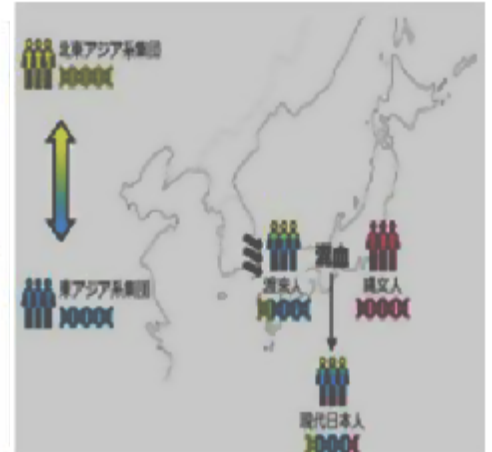 北東アジア系集団
東アジア系集団
渡来人
混血
縄文人
現代日本人